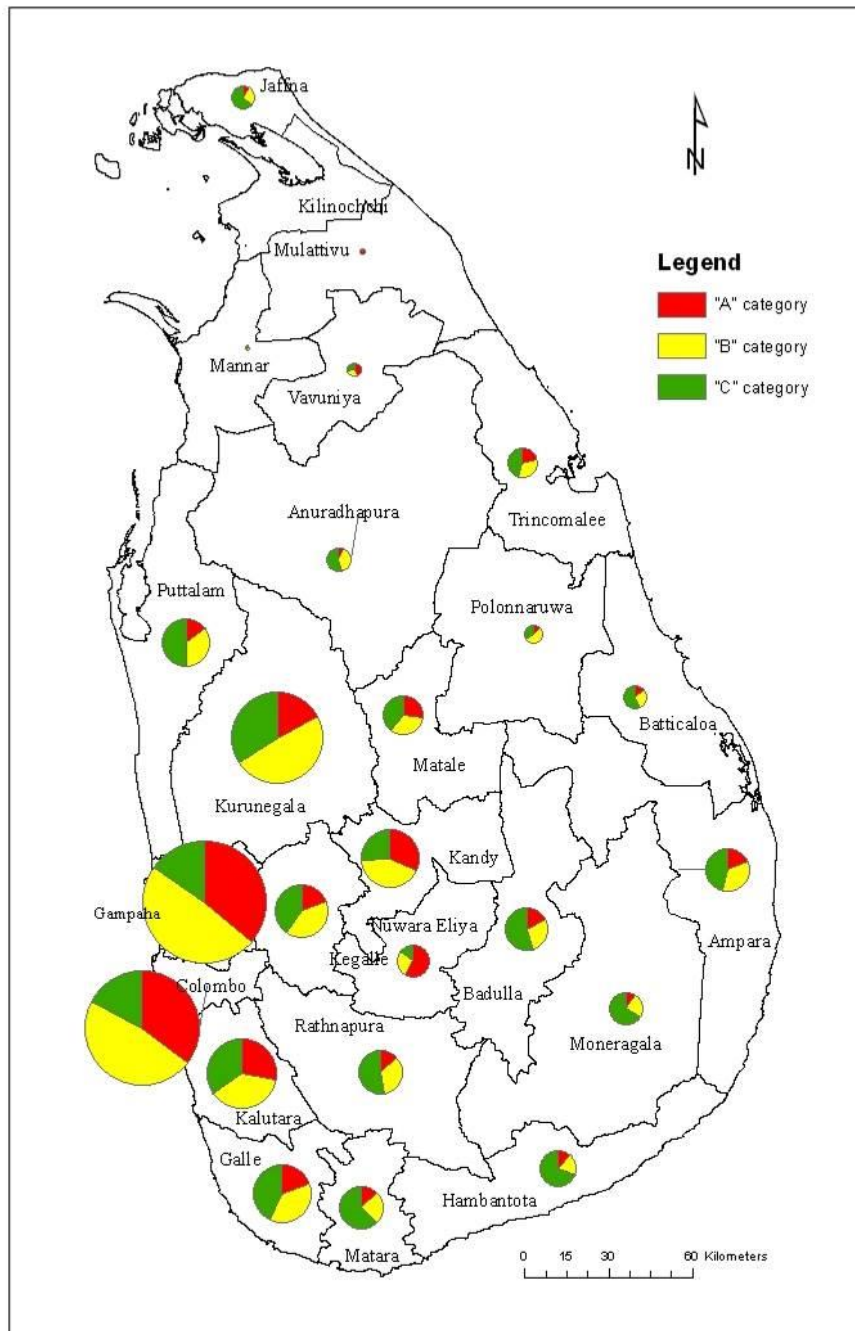 Jaffna
N
Kilinochchi
Mulattivu
Legend
"A" category
"B" category
"C" category
Mannar
Vavuniya
Anuradhapura
Trincomalee
Puttalam
Polonnaruwa
Batticaloa
Matale
Kurunegala
Kandy
Gampaha
Nuwara Eliya
Ampara
Kegalle
Colombo
Badulla
Rathnapura
Moneragala
Kalutara
Galle
Hambantota
Matara
0 15 30 60 Kilometers